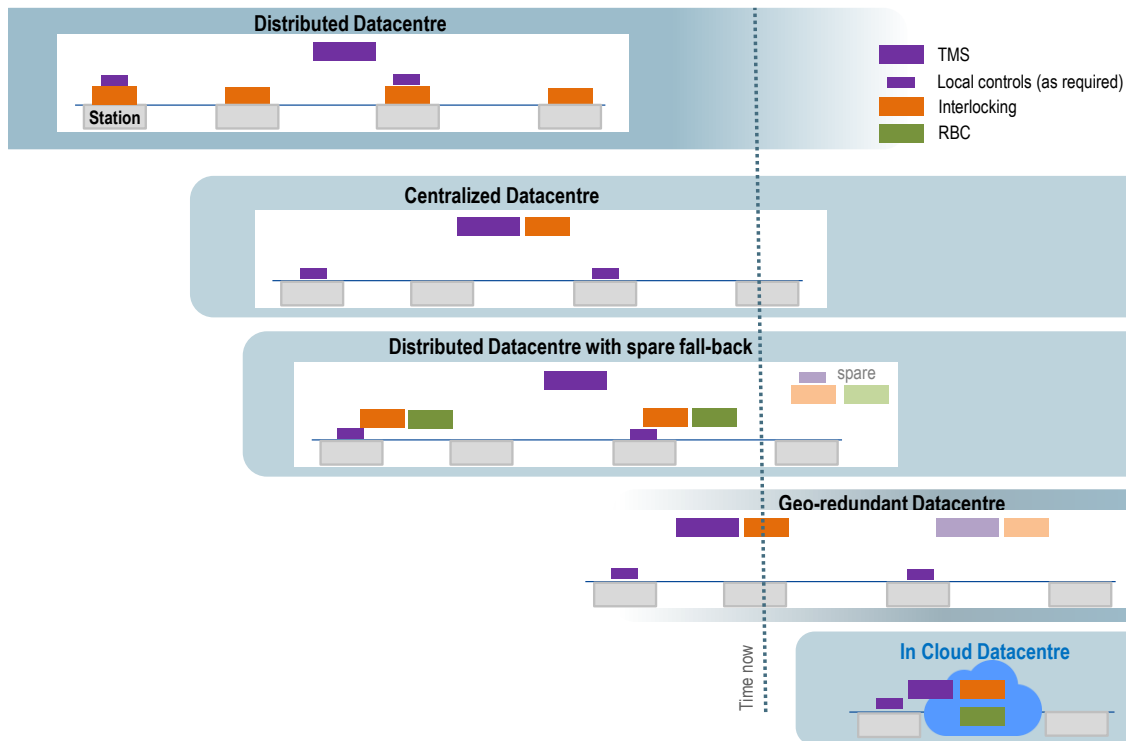 Distributed Datacentre
TMS
Local controls (as required)
Interlocking
RBC
Station
Centralized Datacentre
Distributed Datacentre with spare fall-back
spare
Geo-redundant Datacentre
Time now
In Cloud Datacentre